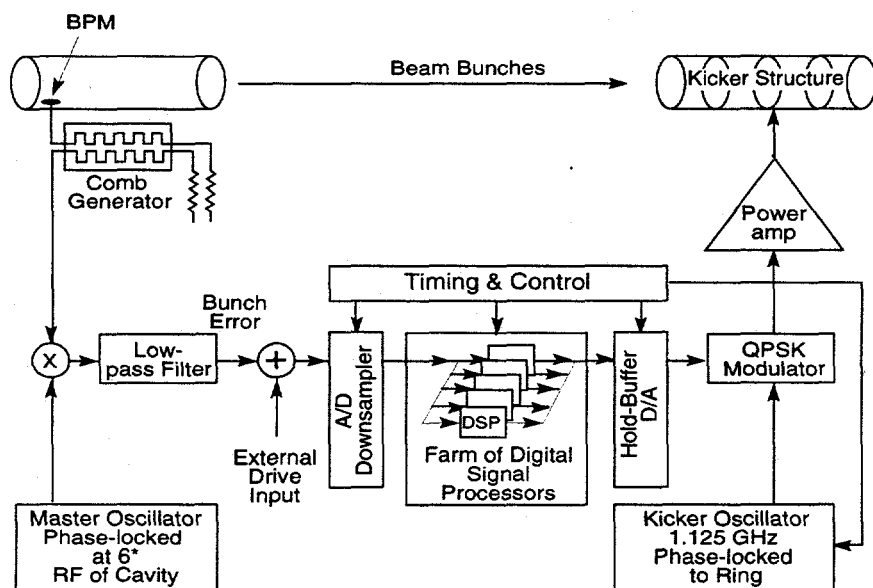 BPM
Beam Bunches
Kicker Structure
Comb
Generator
Power
amp
Timing & Control
Bunch
Error
X
Low-
pass Filter
+
A/D
Downsampler
DSP
Farm of Digital
Signal
Processors
Hold-Buffer
D/A
QPSK
Modulator
External
Drive
Input
Master Oscillator
Phase-locked
at 6*
RF of Cavity
Kicker Oscillator
1.125 GHz
Phase-locked
to Ring